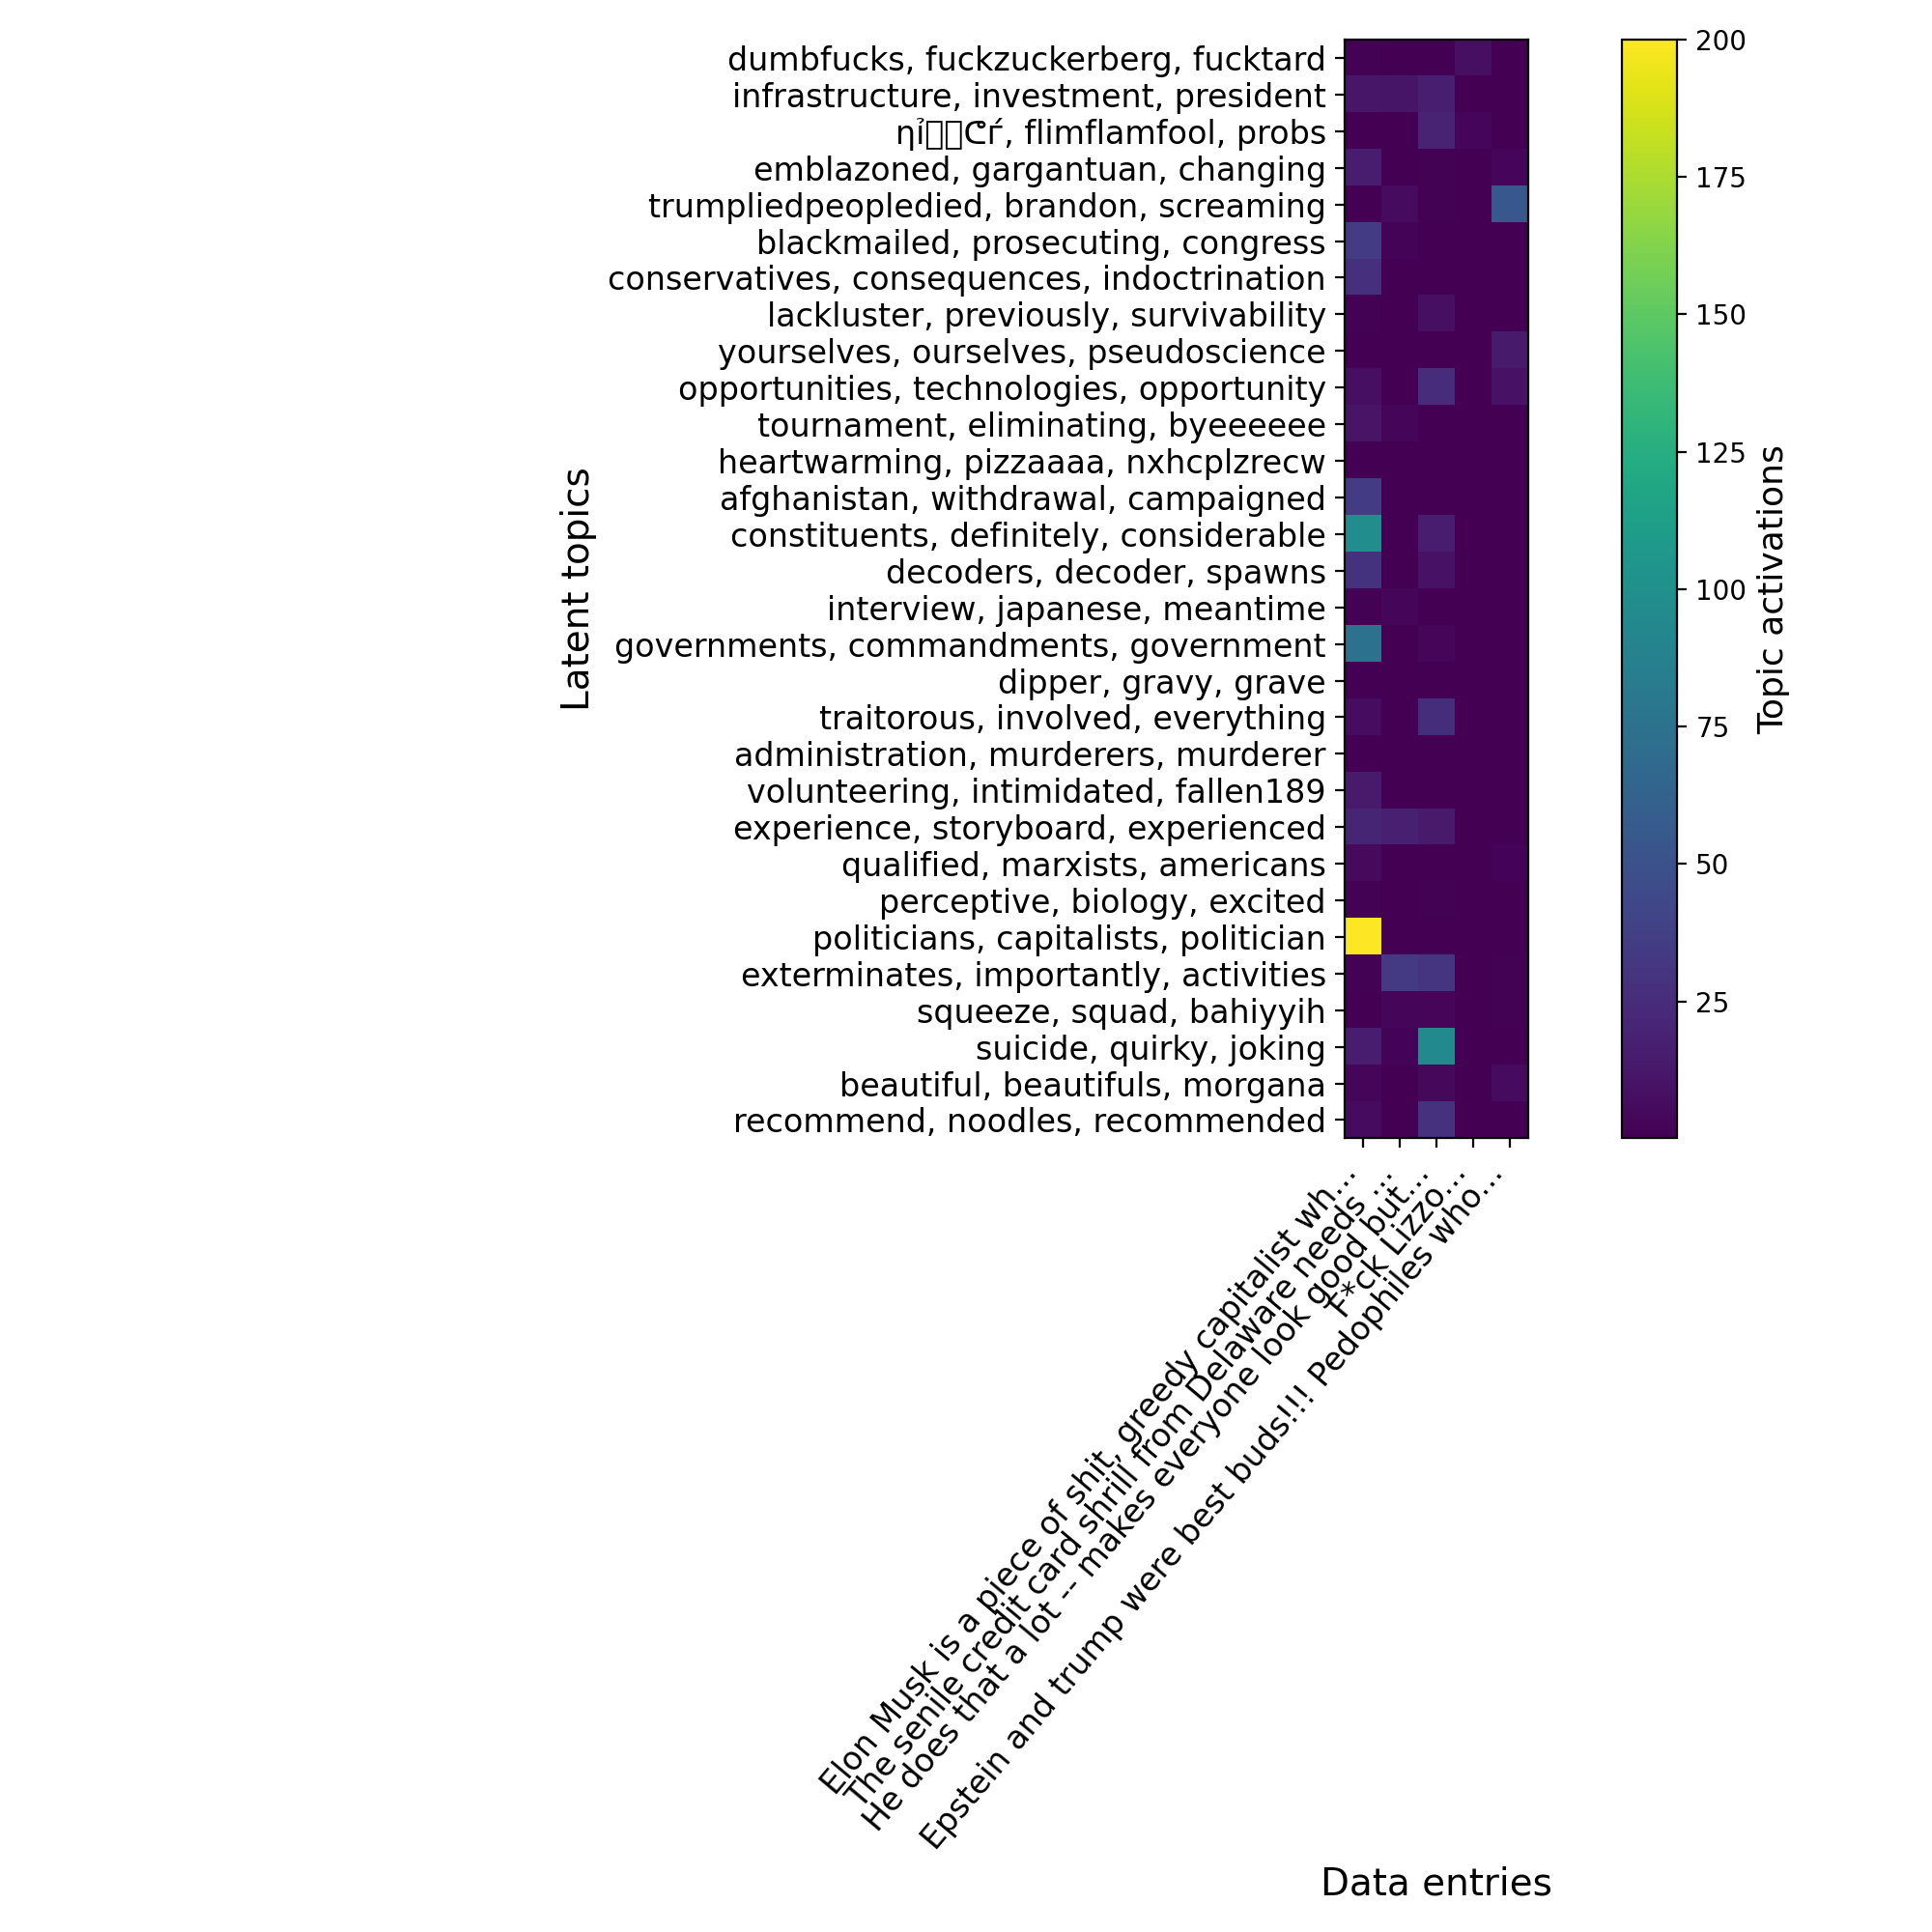 dumbfucks, fuckzuckerberg, fucktard
infrastructure, investment, president
flimflamfool, probs
emblazoned, gargantuan, changing
trumpliedpeopledied, brandon, screaming
blackmailed, prosecuting, congress
conservatives, consequences, indoctrination
lackluster, previously, survivability
yourselves, ourselves, pseudoscience
opportunities, technologies, opportunity
tournament, eliminating, byeeeeee
heartwarming, pizzaaaa, nxhcplzrecw
afghanistan, withdrawal, campaigned
constituents, definitely, considerable
decoders, decoder, spawns
interview, japanese, meantime
governments, commandments, government
dipper, gravy, grave
traitorous, involved, everything
administration, murderers, murderer
volunteering, intimidated, fallen189
experience, storyboard, experienced
qualified, marxists, americans
perceptive, biology, excited
politicians, capitalists, politician
exterminates, importantly, activities
squeeze, squad, bahiyyih
suicide, quirky, joking
beautiful, beautifuls, morgana
recommend, noodles, recommended
Latent topics
Elon Musk is a piece of shit, greedy capitalist wh...
The senile credit card shrill from Delaware needs ...
He does that a lot -- makes everyone look good but...
F*ck Lizzo...
Epstein and trump were best buds!!! Pedophiles who...
Data entries
200
175
150
125
100
75
50
25
Topic activations